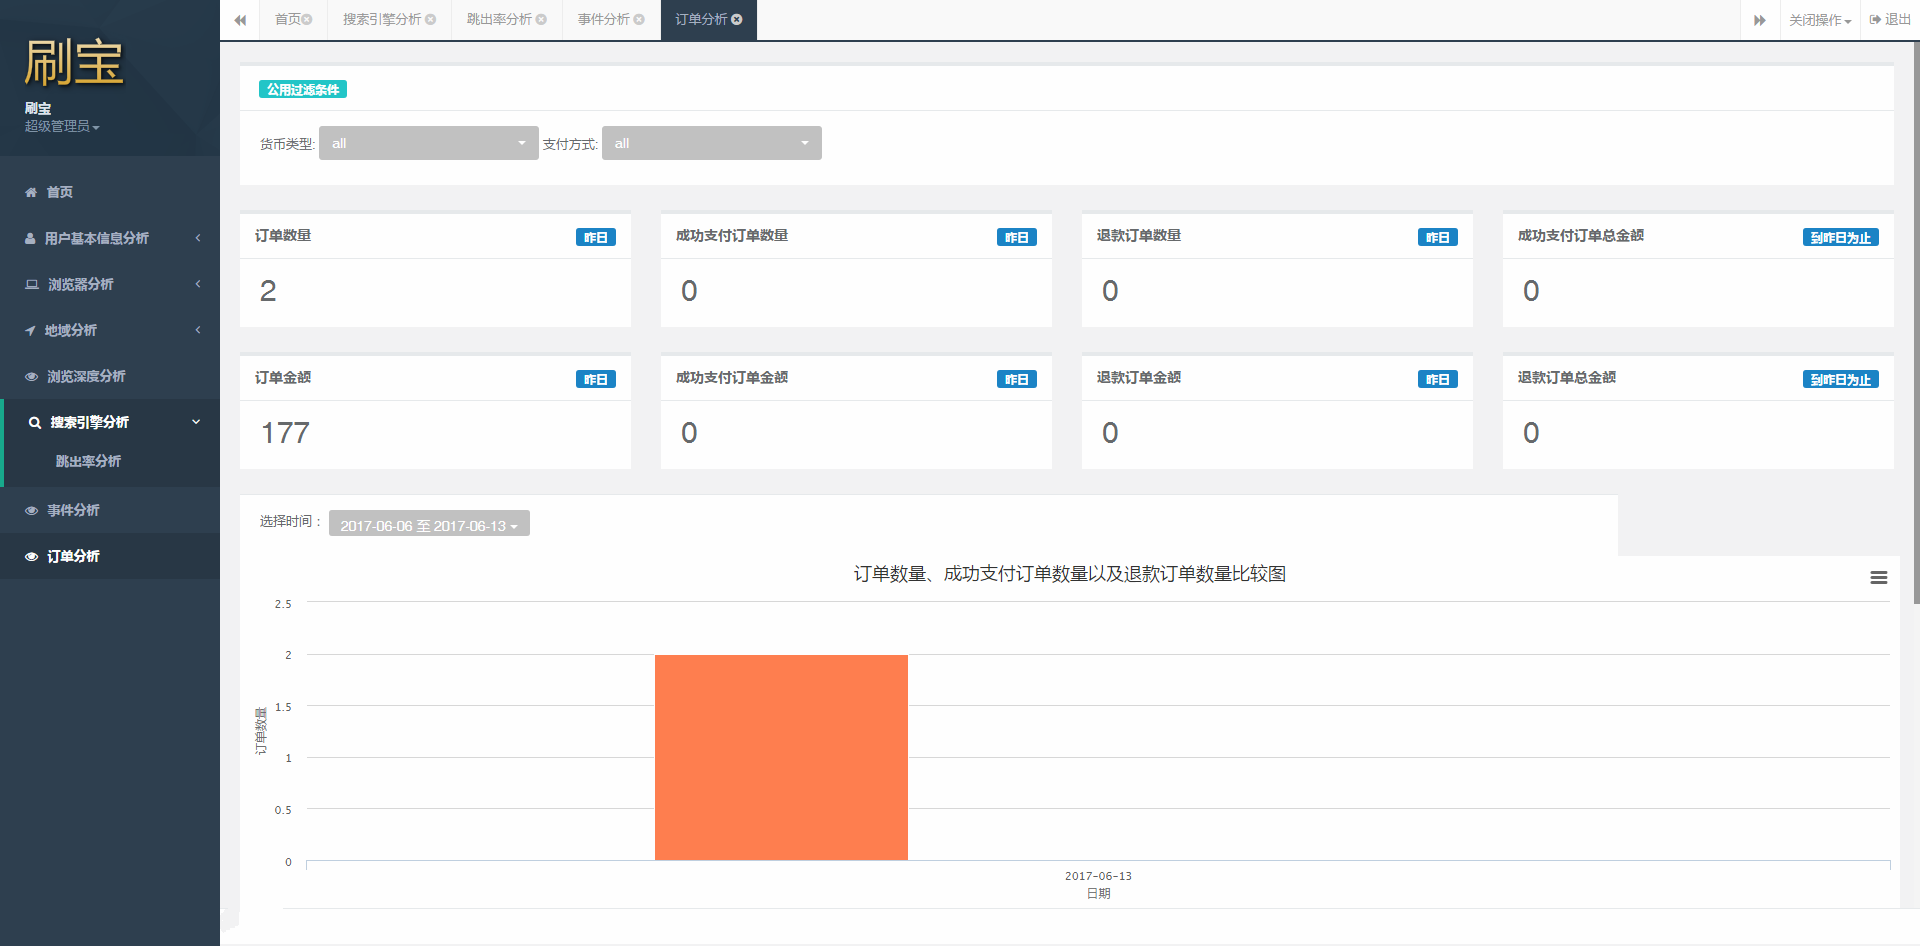 刷宝
刷宝
超级管理员
首页
用户基本信息分析
浏览器分析
地域分析
浏览深度分析
搜索引擎分析
跳出率分析
事件分析
订单分析
首页 搜索引擎分析 跳出率分析 事件分析 订单分析 关闭操作 退出
公用过滤条件
货币类型: all 支付方式: all
订单数量 昨日
2
成功支付订单数量 昨日
0
退款订单数量 昨日
0
成功支付订单总金额 到昨日为止
0
订单金额 昨日
177
成功支付订单金额 昨日
0
退款订单金额 昨日
0
退款订单总金额 到昨日为止
0
选择时间： 2017-06-06 至 2017-06-13
订单数量、成功支付订单数量以及退款订单数量比较图
订单数量
2.5
2
1.5
1
0.5
0
2017-06-13
日期